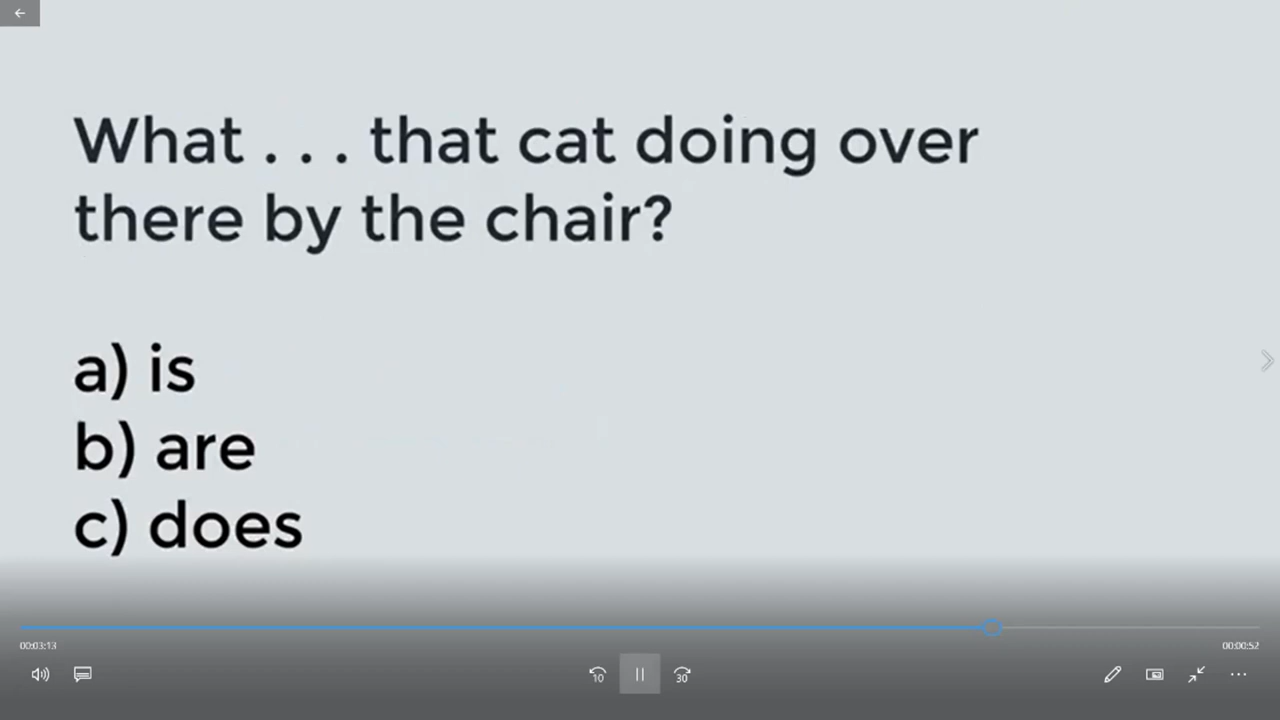 What . . . that cat doing over
there by the chair?
a) is
b) are
c) does
00:03:13
00:00:52
10
30